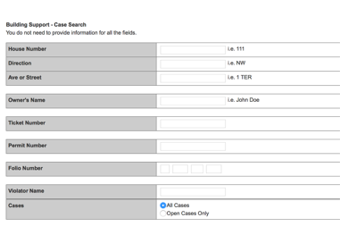 Building Support - Case Search
You do not need to provide information for all the fields.
House Number i.e. 111
Direction i.e. NW
Ave or Street i.e. 1 TER
Owner's Name i.e. John Doe
Ticket Number
Permit Number
Folio Number
Violator Name
Cases All Cases
Open Cases Only